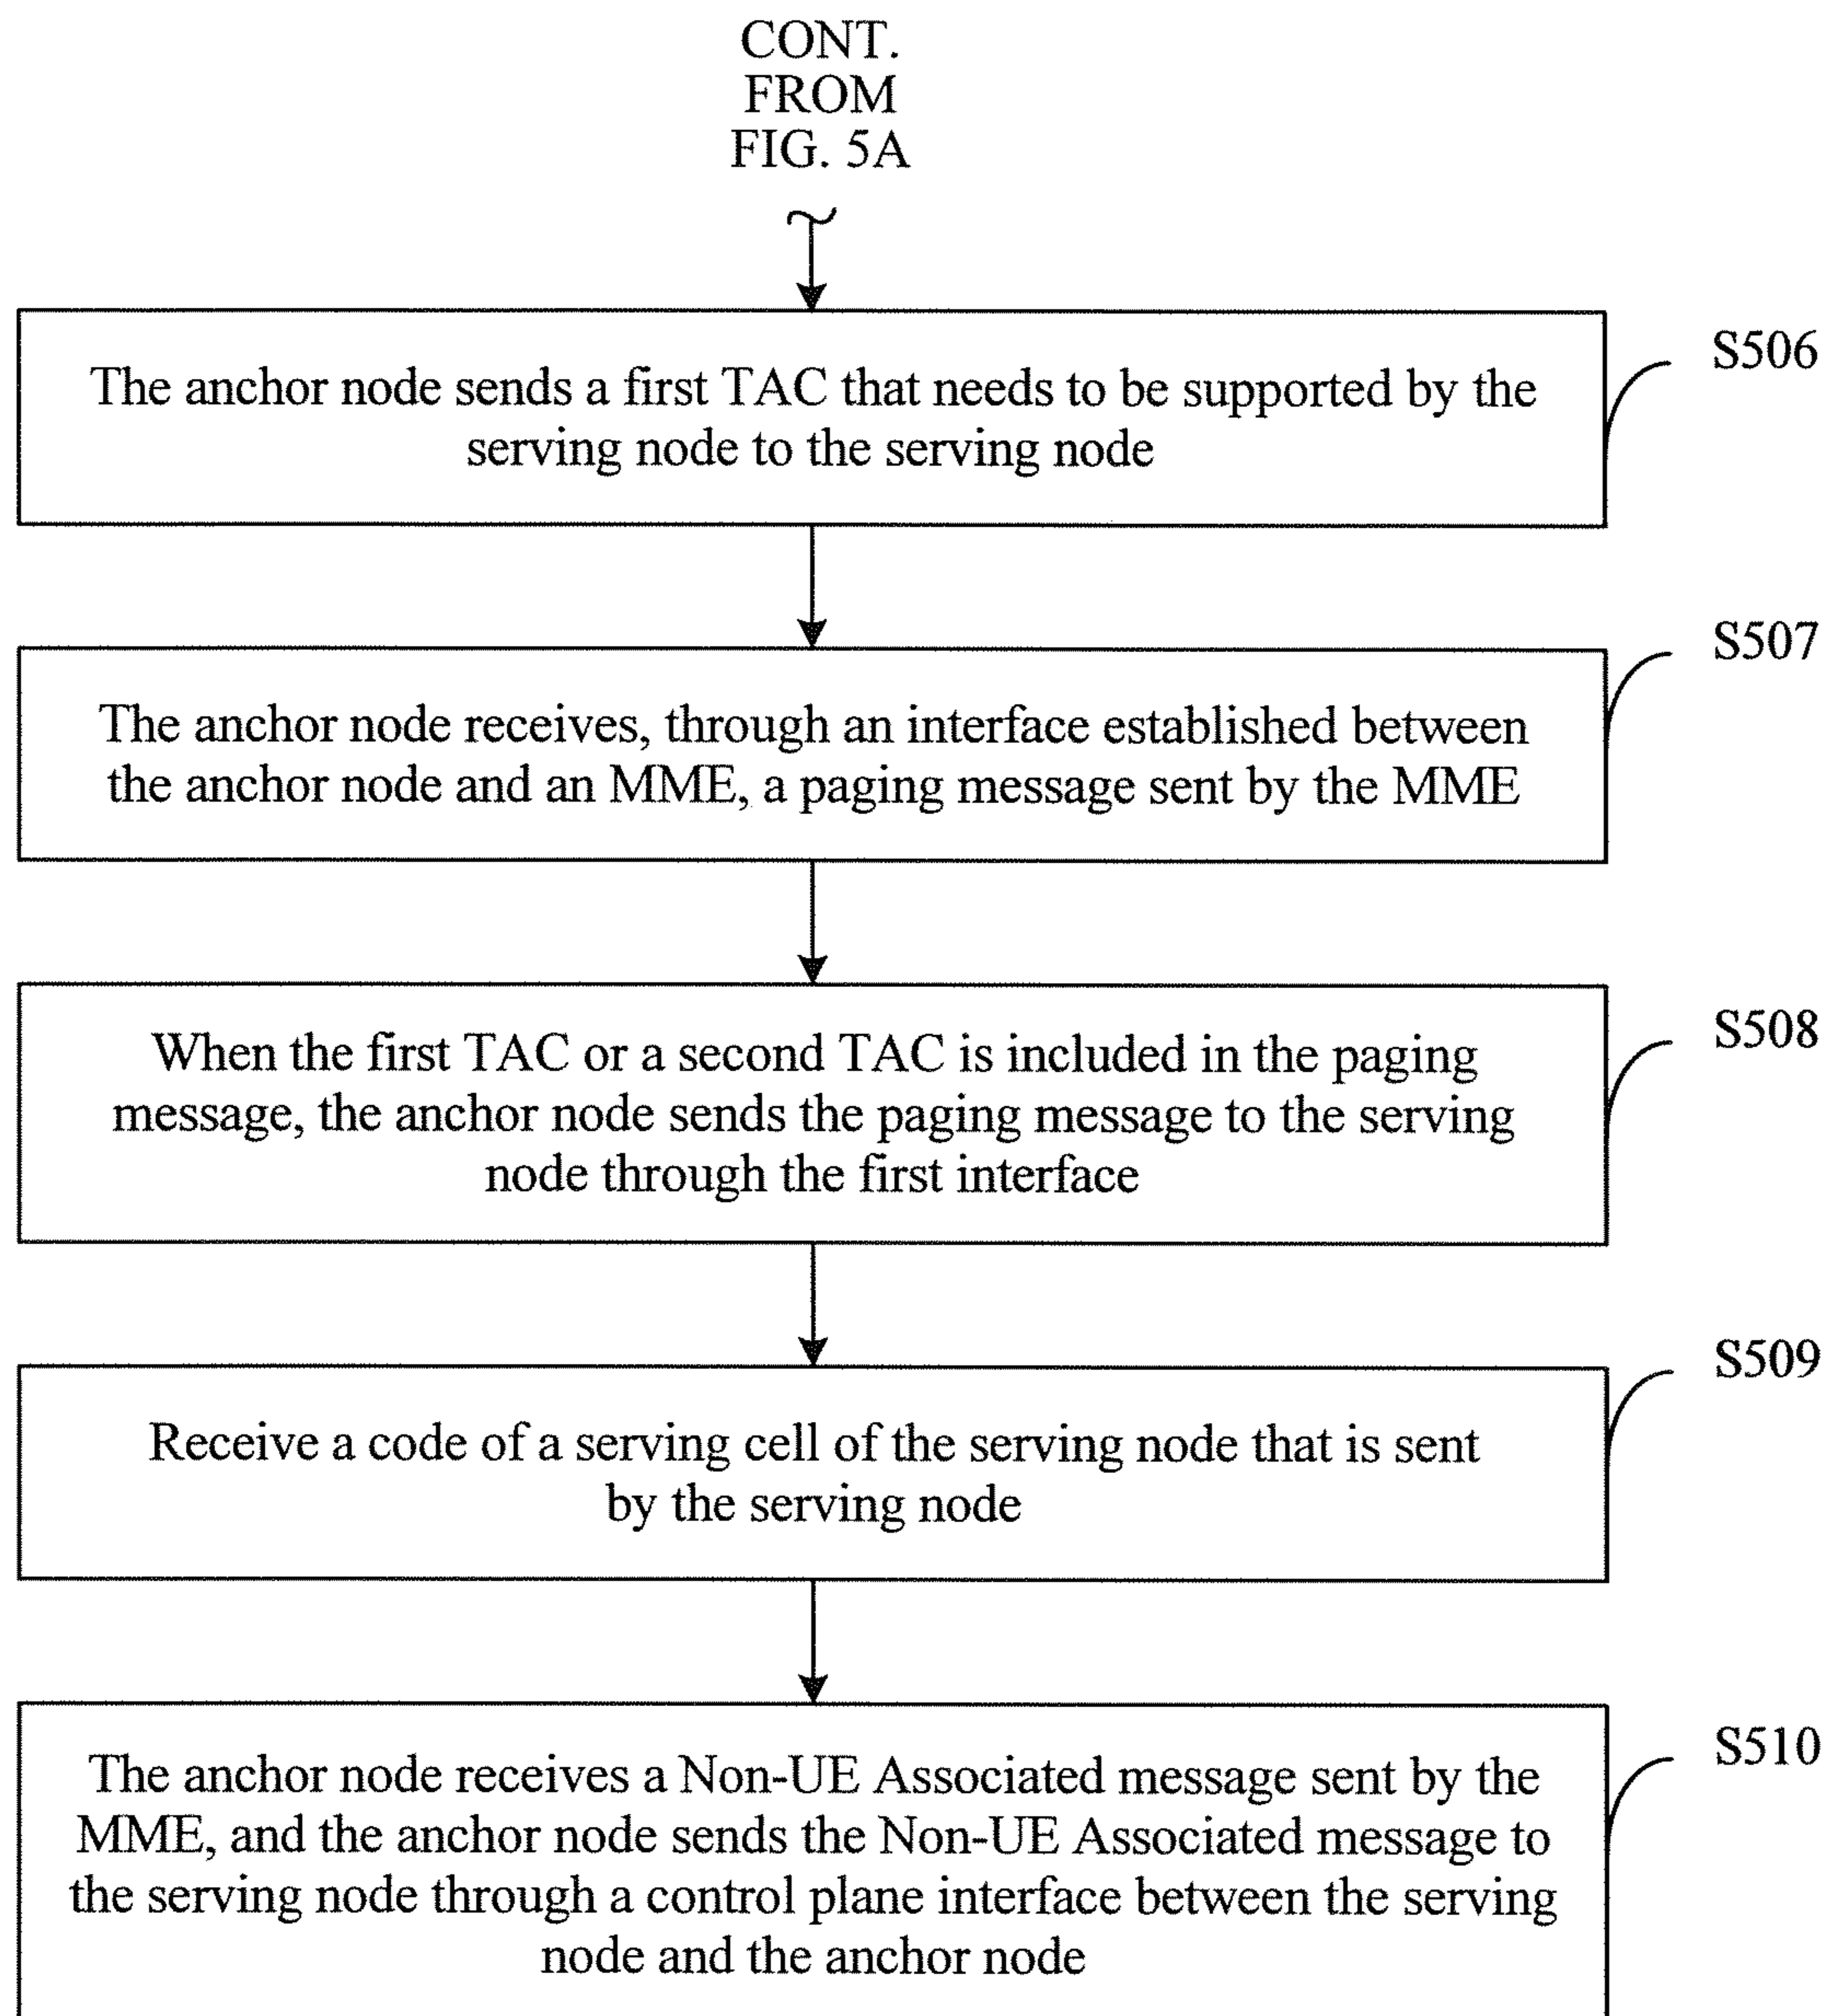 CONT.
FROM
FIG. 5A
The anchor node sends a first TAC that needs to be supported by the
serving node to the serving node
S506
The anchor node receives, through an interface established between
the anchor node and an MME, a paging message sent by the MME
S507
When the first TAC or a second TAC is included in the paging
message, the anchor node sends the paging message to the serving
node through the first interface
S508
Receive a code of a serving cell of the serving node that is sent
by the serving node
S509
The anchor node receives a Non-UE Associated message sent by the
MME, and the anchor node sends the Non-UE Associated message to
the serving node through a control plane interface between the serving
node and the anchor node
S510